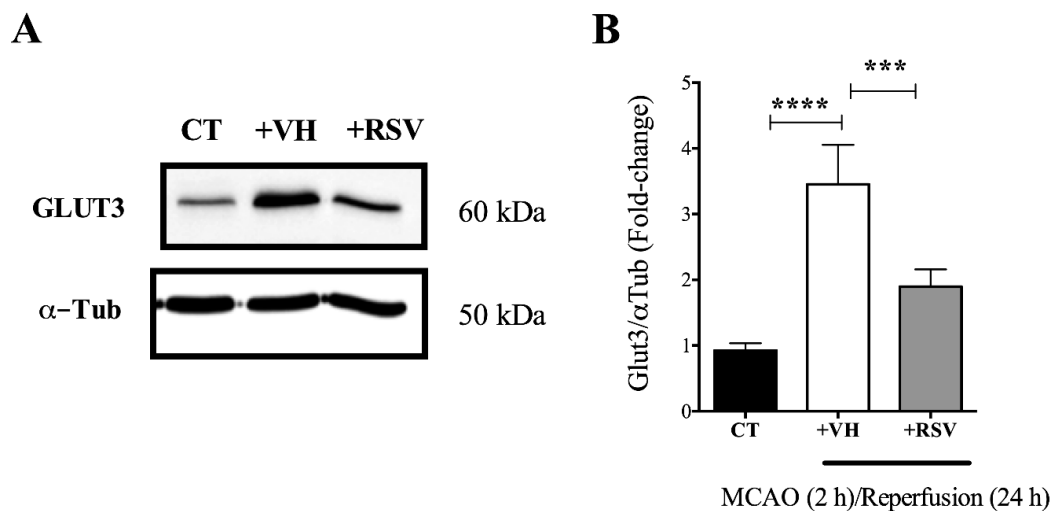 A
CT +VH +RSV
GLUT3
60 kDa
α-Tub
50 kDa
B
Glut3/αTub (Fold-change)
5
4
3
2
1
0
****
***
CT +VH +RSV
MCAO (2 h)/Reperfusion (24 h)